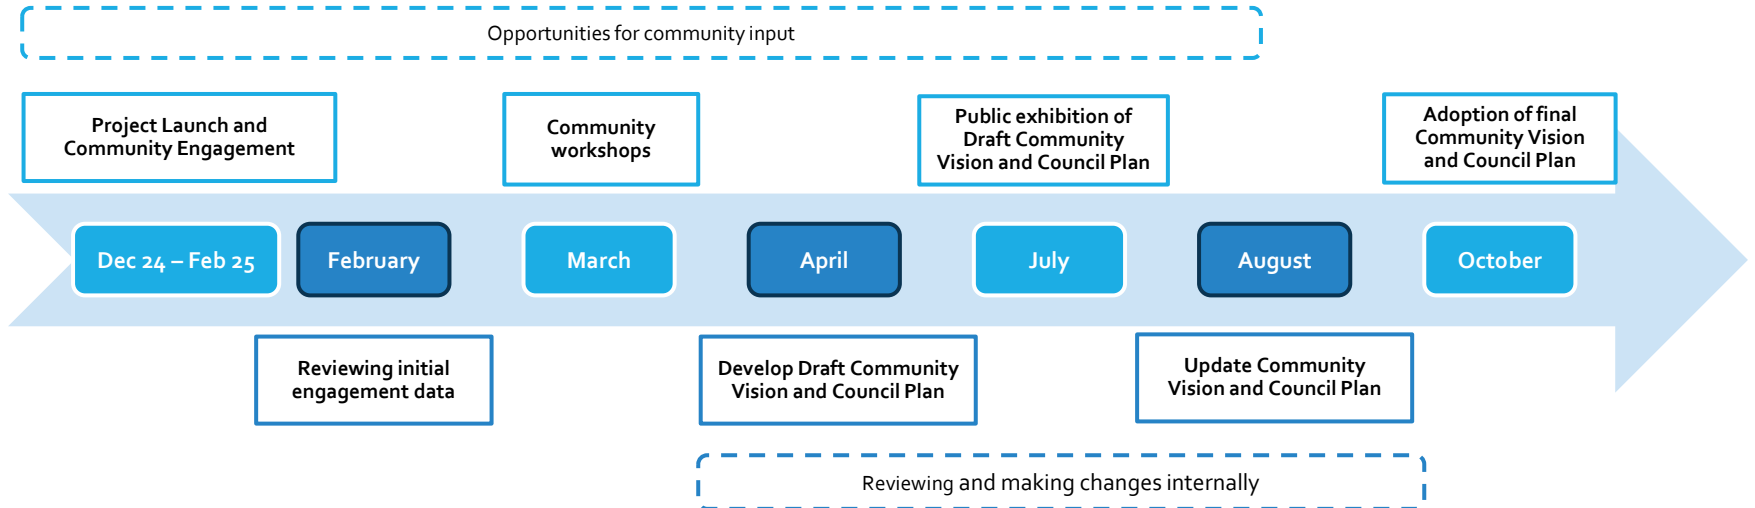 Opportunities for community input
Project Launch and
Community Engagement
Community
workshops
Public exhibition of
Draft Community
Vision and Council Plan
Adoption of final
Community Vision
and Council Plan
Dec 24 – Feb 25
February
March
April
July
August
October
Reviewing initial
engagement data
Develop Draft Community
Vision and Council Plan
Update Community
Vision and Council Plan
Reviewing and making changes internally